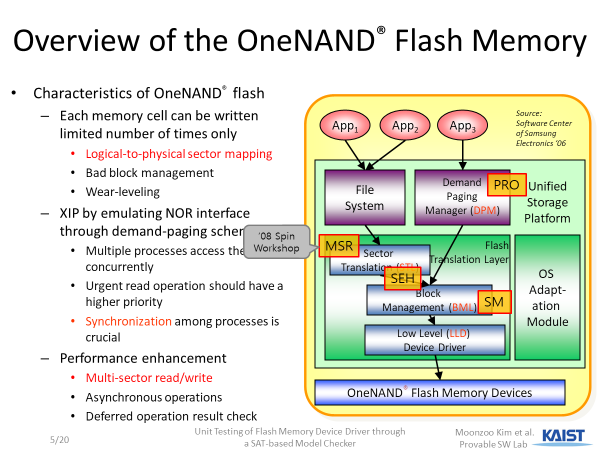 Overview of the OneNAND® Flash Memory
• Characteristics of OneNAND® flash
– Each memory cell can be written
limited number of times only
• Logical-to-physical sector mapping
• Bad block management
• Wear-leveling
– XIP by emulating NOR interface
through demand-paging
• Multiple processes access the
concurrently
• Urgent read operation should have a
higher priority
• Synchronization among processes is
crucial
– Performance enhancement
• Multi-sector read/write
• Asynchronous operations
• Deferred operation result check
App1
App2
App3
Source:
Software Center
of Samsung
Electronics '06
File
System
Demand
Paging
Manager (DPM)
PRO
Unified
Storage
Platform
'08 Spin
Workshop
MSR
Sector
Translation
Flash
Translation Layer
SEH
Block
Management (BML)
SM
Low Level (LLD)
Device Driver
OS
Adapt-
ation
Module
OneNAND® Flash Memory Devices
5/20
Unit Testing of Flash Memory Device Driver through
a SAT-based Model Checker
Moonzoo Kim et al.
Provable SW Lab
KAIST